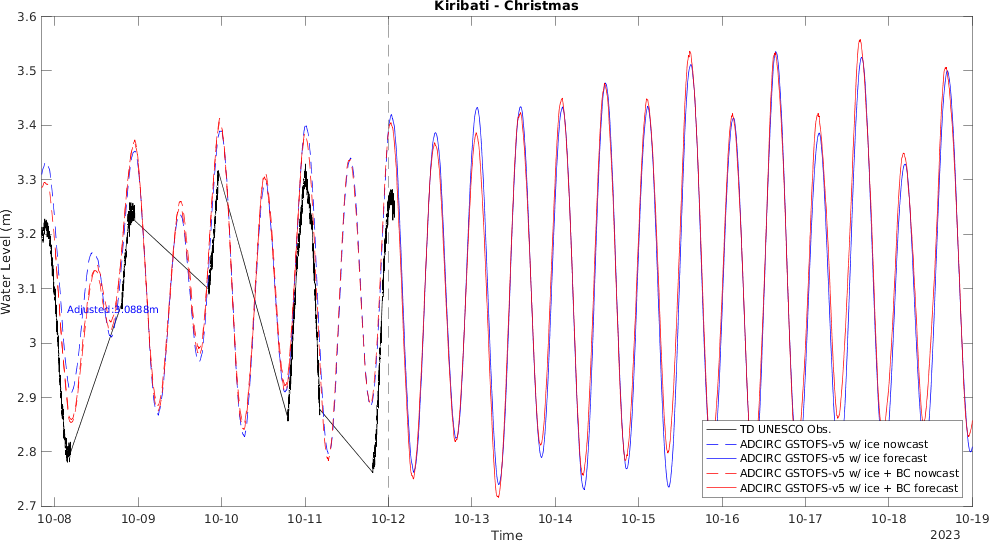 Kiribati - Christmas
3.6
3.5
3.4
3.3
3.2
3.1
3
2.9
2.8
2.7
Water Level (m)
Adjusted:3.0888m
TD UNESCO Obs.
ADCIRC GSTOFS-v5 w/ ice nowcast
ADCIRC GSTOFS-v5 w/ ice forecast
ADCIRC GSTOFS-v5 w/ ice + BC nowcast
ADCIRC GSTOFS-v5 w/ ice + BC forecast
10-08 10-09 10-10 10-11 10-12 10-13 10-14 10-15 10-16 10-17 10-18 10-19
Time
2023